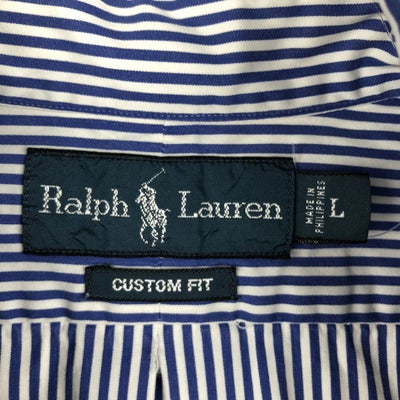 Ralph Lauren
MADE IN
PHILIPPINES
L
CUSTOM FIT